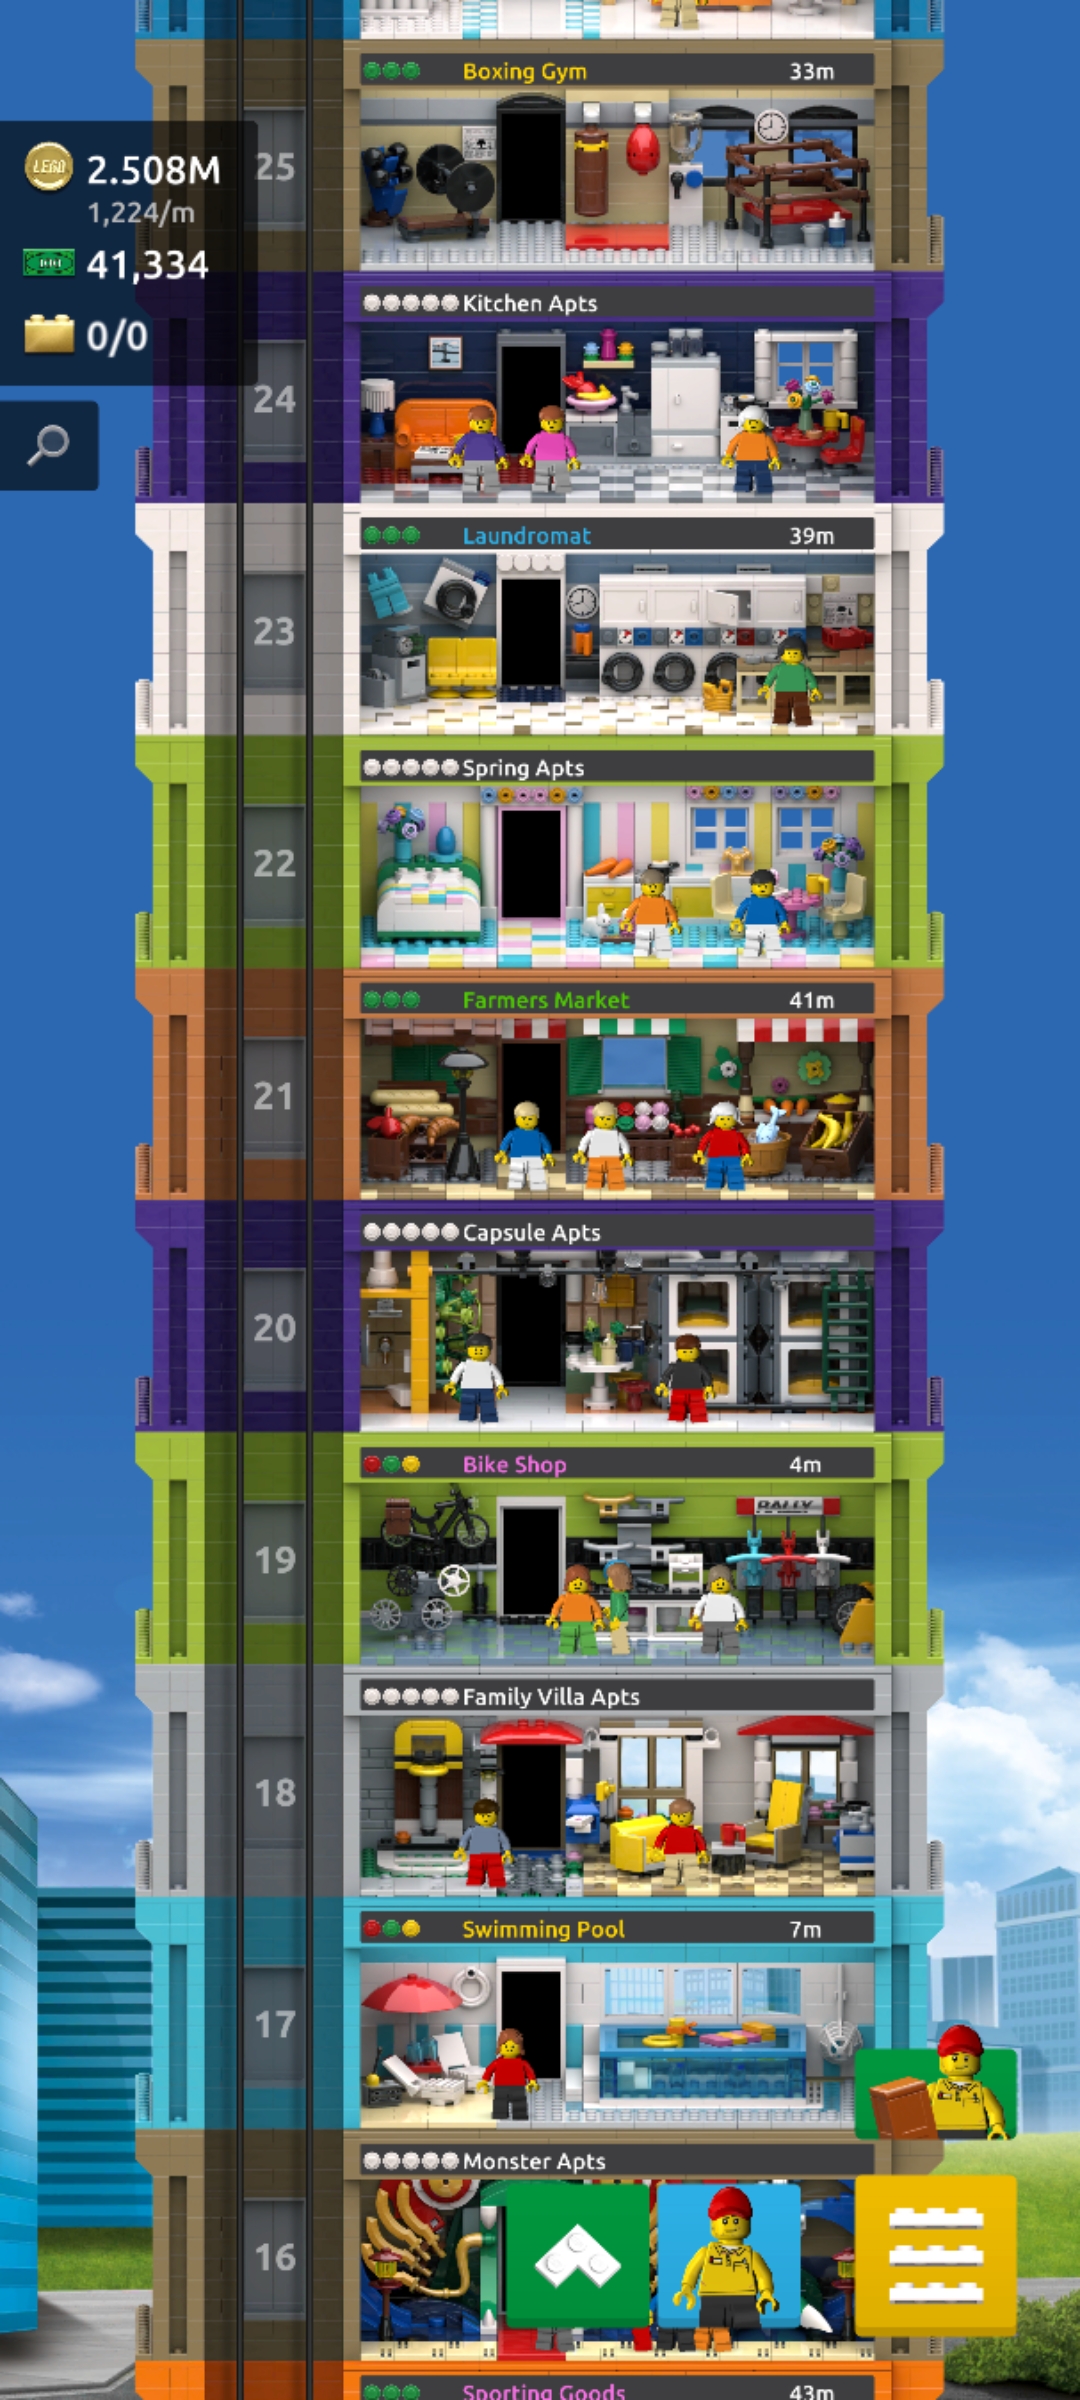 Boxing Gym 33m
25
LEGO 2.508M
1,224/m
41,334
0/0
Kitchen Apts
24
Laundromat 39m
23
Spring Apts
22
Farmers Market 41m
21
Capsule Apts
20
Bike Shop 4m
RALLY
19
Family Villa Apts
18
Swimming Pool 7m
17
Monster Apts
16
Sporting Goods 43m